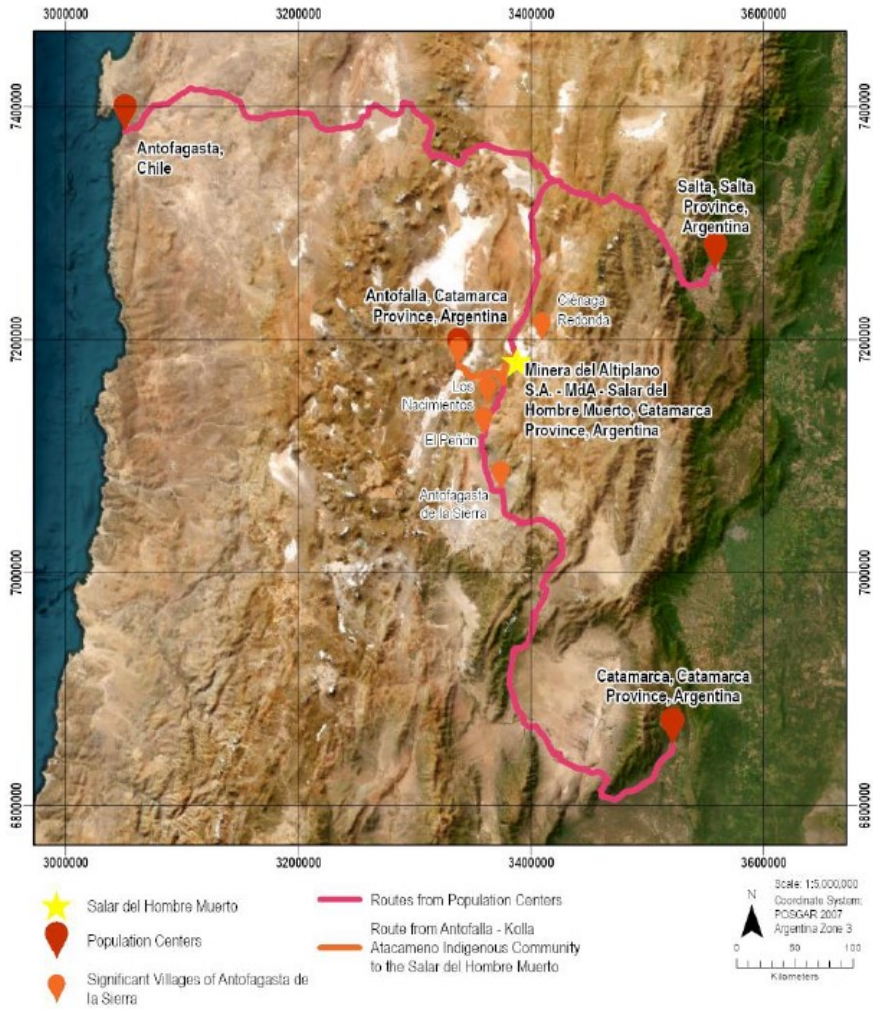 3000000
3200000
3400000
3600000
7400000
7400000
Antofagasta,
Chile
Salta, Salta
Province,
Argentina
Antofalla, Catamarca
Province, Argentina
Ciénaga
Redonda
7200000
7200000
Minera del Altiplano
S.A. - MdA - Salar del
Hombre Muerto, Catamarca
Province, Argentina
Los
Nacimientos
El Peñón
Antofagasta
de la Sierra
7000000
7000000
Catamarca, Catamarca
Province, Argentina
6800000
6800000
3000000
3200000
3400000
3600000
Salar del Hombre Muerto
Population Centers
Significant Villages of Antofagasta de
la Sierra
Routes from Population Centers
Route from Antofalla - Kolla
Atacameno Indigenous Community
to the Salar del Hombre Muerto
N
Scale: 1:5,000,000
Coordinate System:
POSGAR 2007
Argentina Zone 3
0 50 100
Kilometers